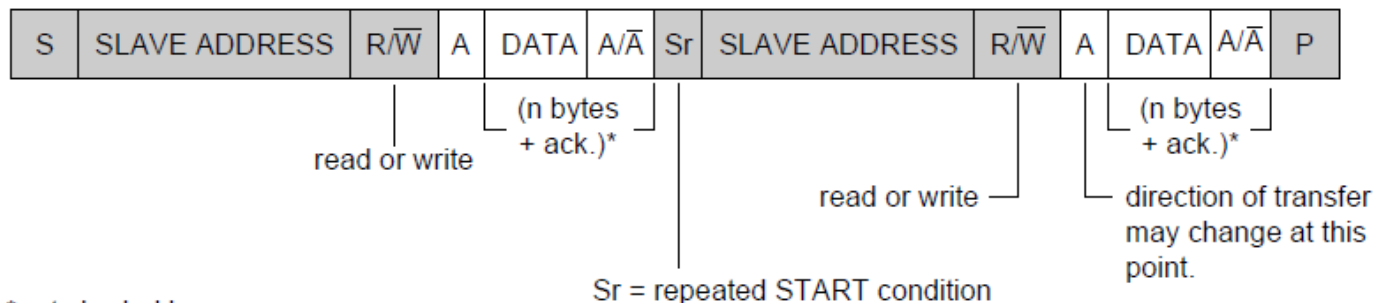 S SLAVE ADDRESS R/W̅ A DATA A/A̅ Sr SLAVE ADDRESS R/W̅ A DATA A/A̅ P
(n bytes
+ ack.)*
read or write
(n bytes
+ ack.)*
read or write
direction of transfer
may change at this
point.
Sr = repeated START condition